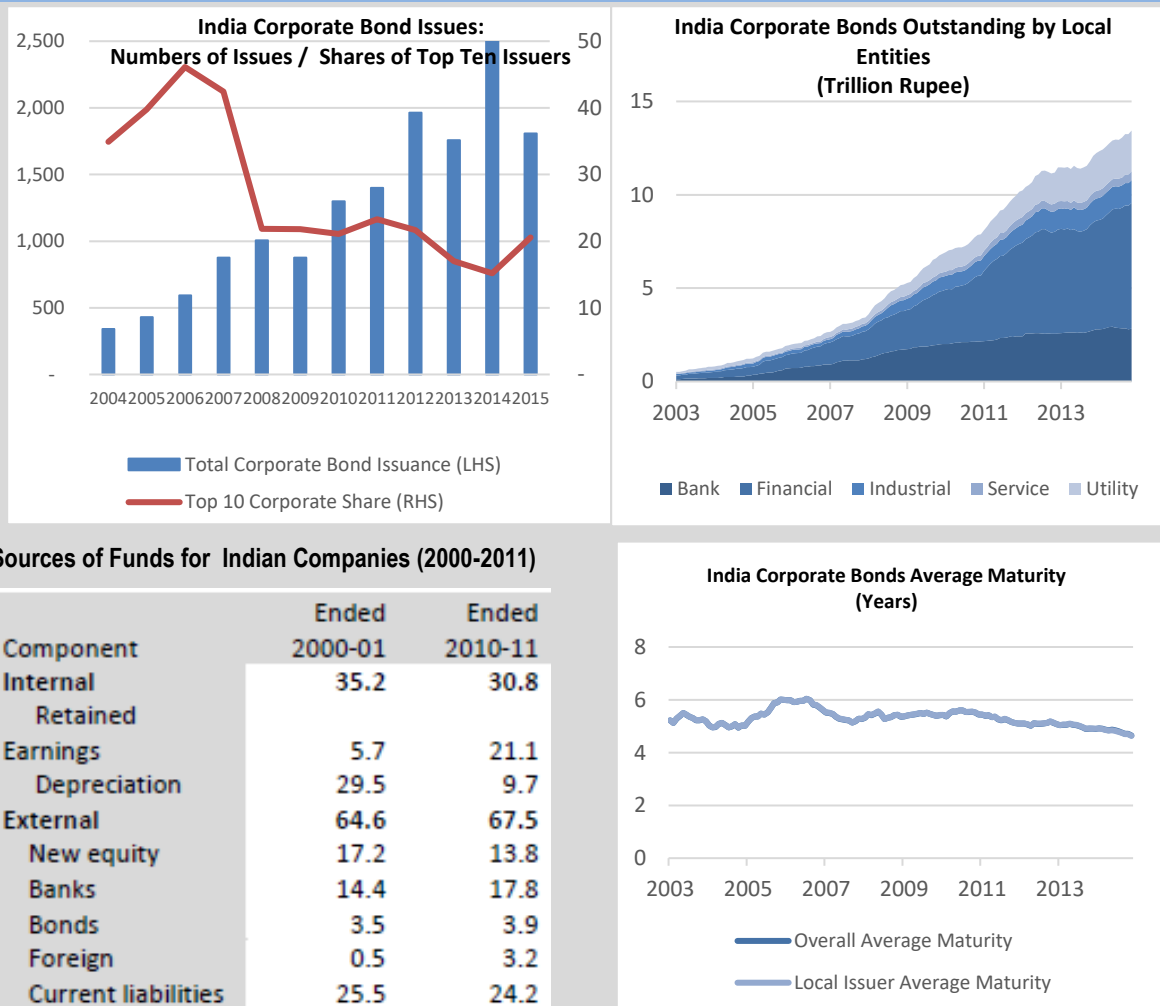 India Corporate Bond Issues:
Numbers of Issues / Shares of Top Ten Issuers
2,500
2,000
1,500
1,000
500
-
50
40
30
20
10
-
2004 2005 2006 2007 2008 2009 2010 2011 2012 2013 2014 2015
Total Corporate Bond Issuance (LHS)
Top 10 Corporate Share (RHS)
India Corporate Bonds Outstanding by Local
Entities
(Trillion Rupee)
15
10
5
0
2003 2005 2007 2009 2011 2013
Bank Financial Industrial Service Utility
Sources of Funds for Indian Companies (2000-2011)
Ended Ended
Component 2000-01 2010-11
Internal 35.2 30.8
Retained
Earnings 5.7 21.1
Depreciation 29.5 9.7
External 64.6 67.5
New equity 17.2 13.8
Banks 14.4 17.8
Bonds 3.5 3.9
Foreign 0.5 3.2
Current liabilities 25.5 24.2
India Corporate Bonds Average Maturity
(Years)
8
6
4
2
0
2003 2005 2007 2009 2011 2013
Overall Average Maturity
Local Issuer Average Maturity